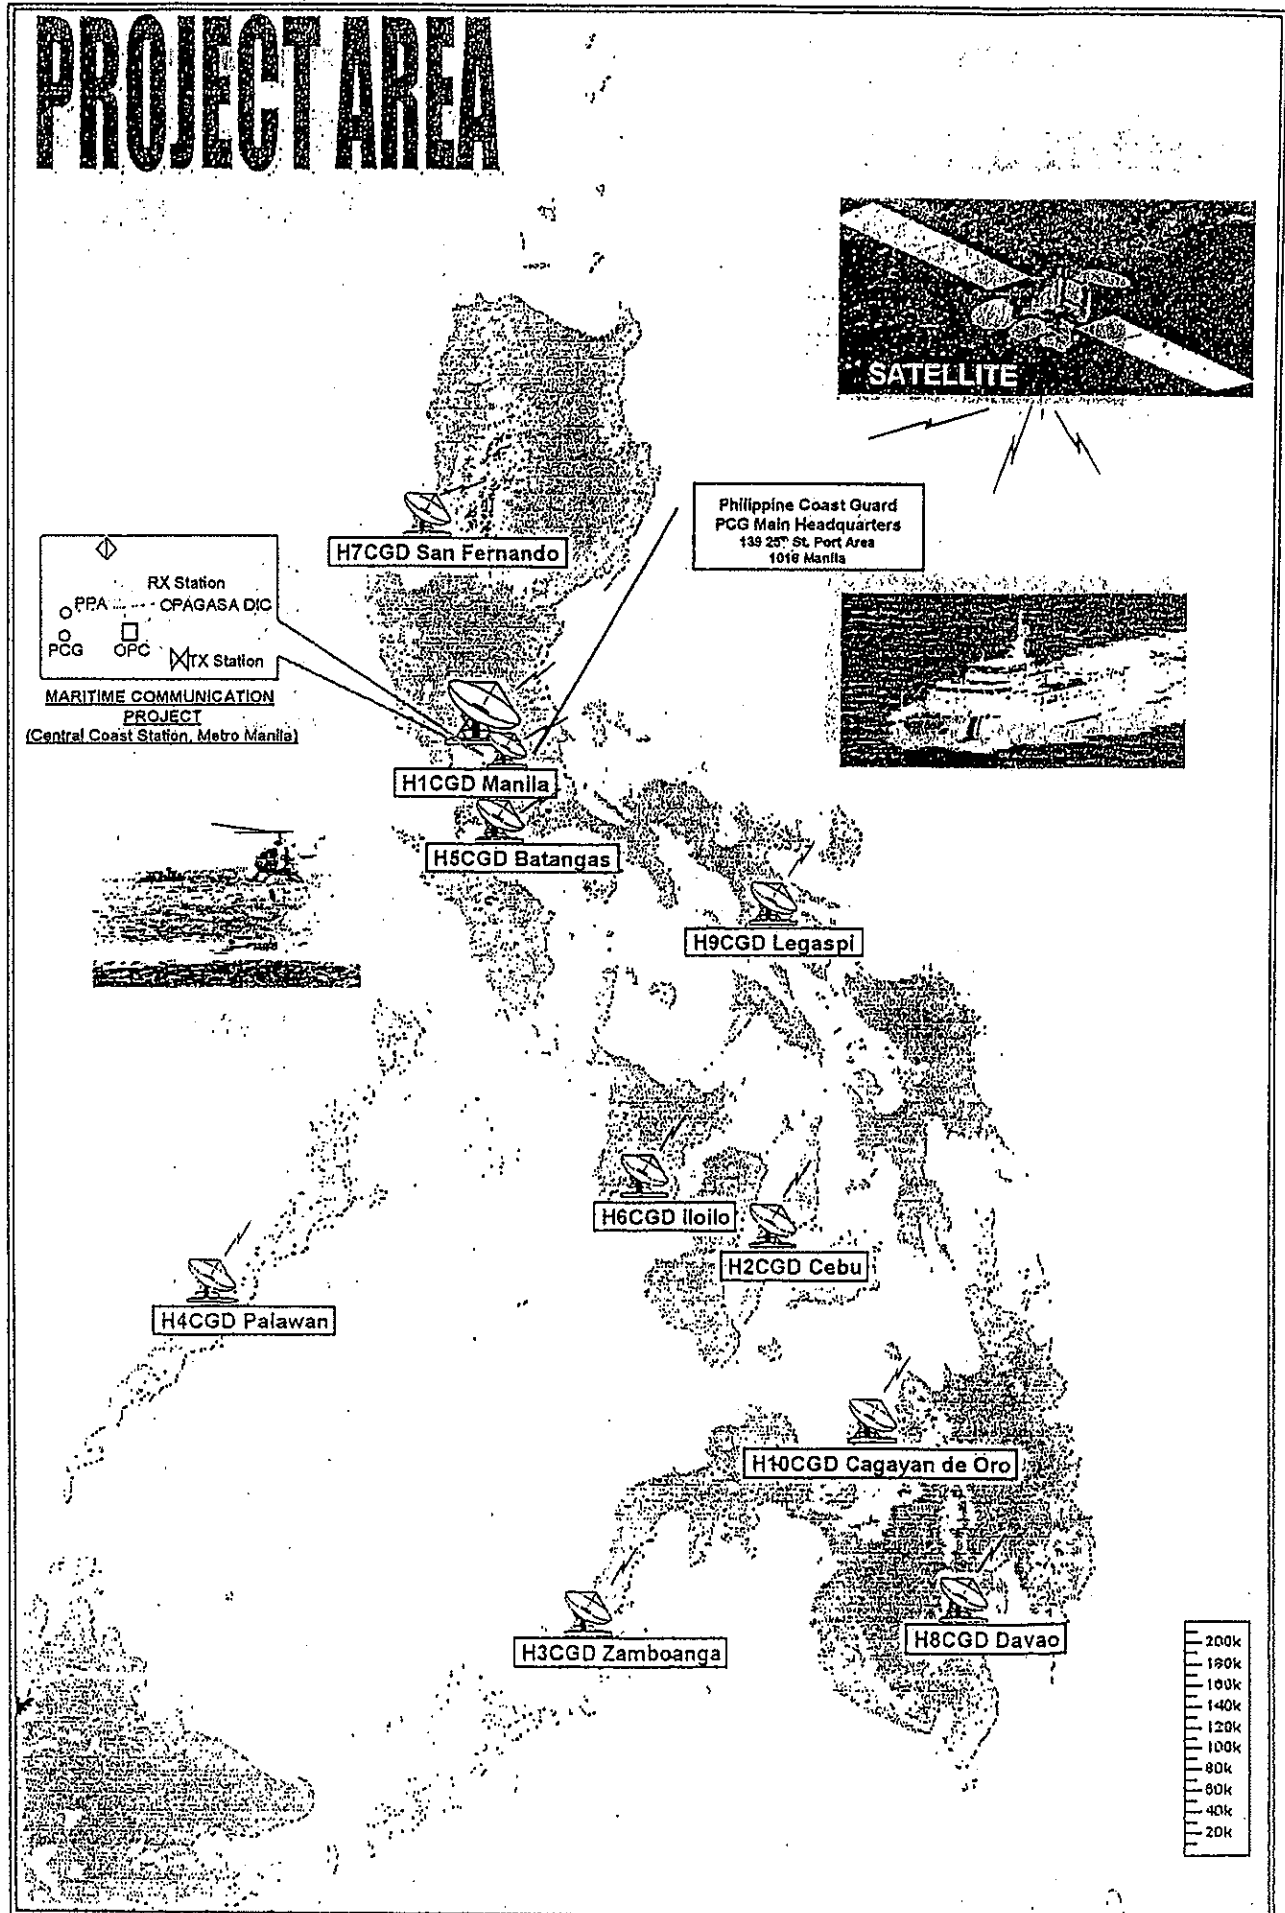 PROJECT AREA
SATELLITE
Philippine Coast Guard
PCG Main Headquarters
139 25th St. Port Area
1018 Manila
H7CGD San Fernando
RX Station
PPA
OPAGASA DIC
PCG
OPC
TX Station
MARITIME COMMUNICATION
PROJECT
(Central Coast Station, Metro Manila)
H1CGD Manila
H5CGD Batangas
H9CGD Legaspi
H6CGD Iloilo
H2CGD Cebu
H4CGD Palawan
H10CGD Cagayan de Oro
H3CGD Zamboanga
H8CGD Davao
200k
180k
160k
140k
120k
100k
80k
60k
40k
20k